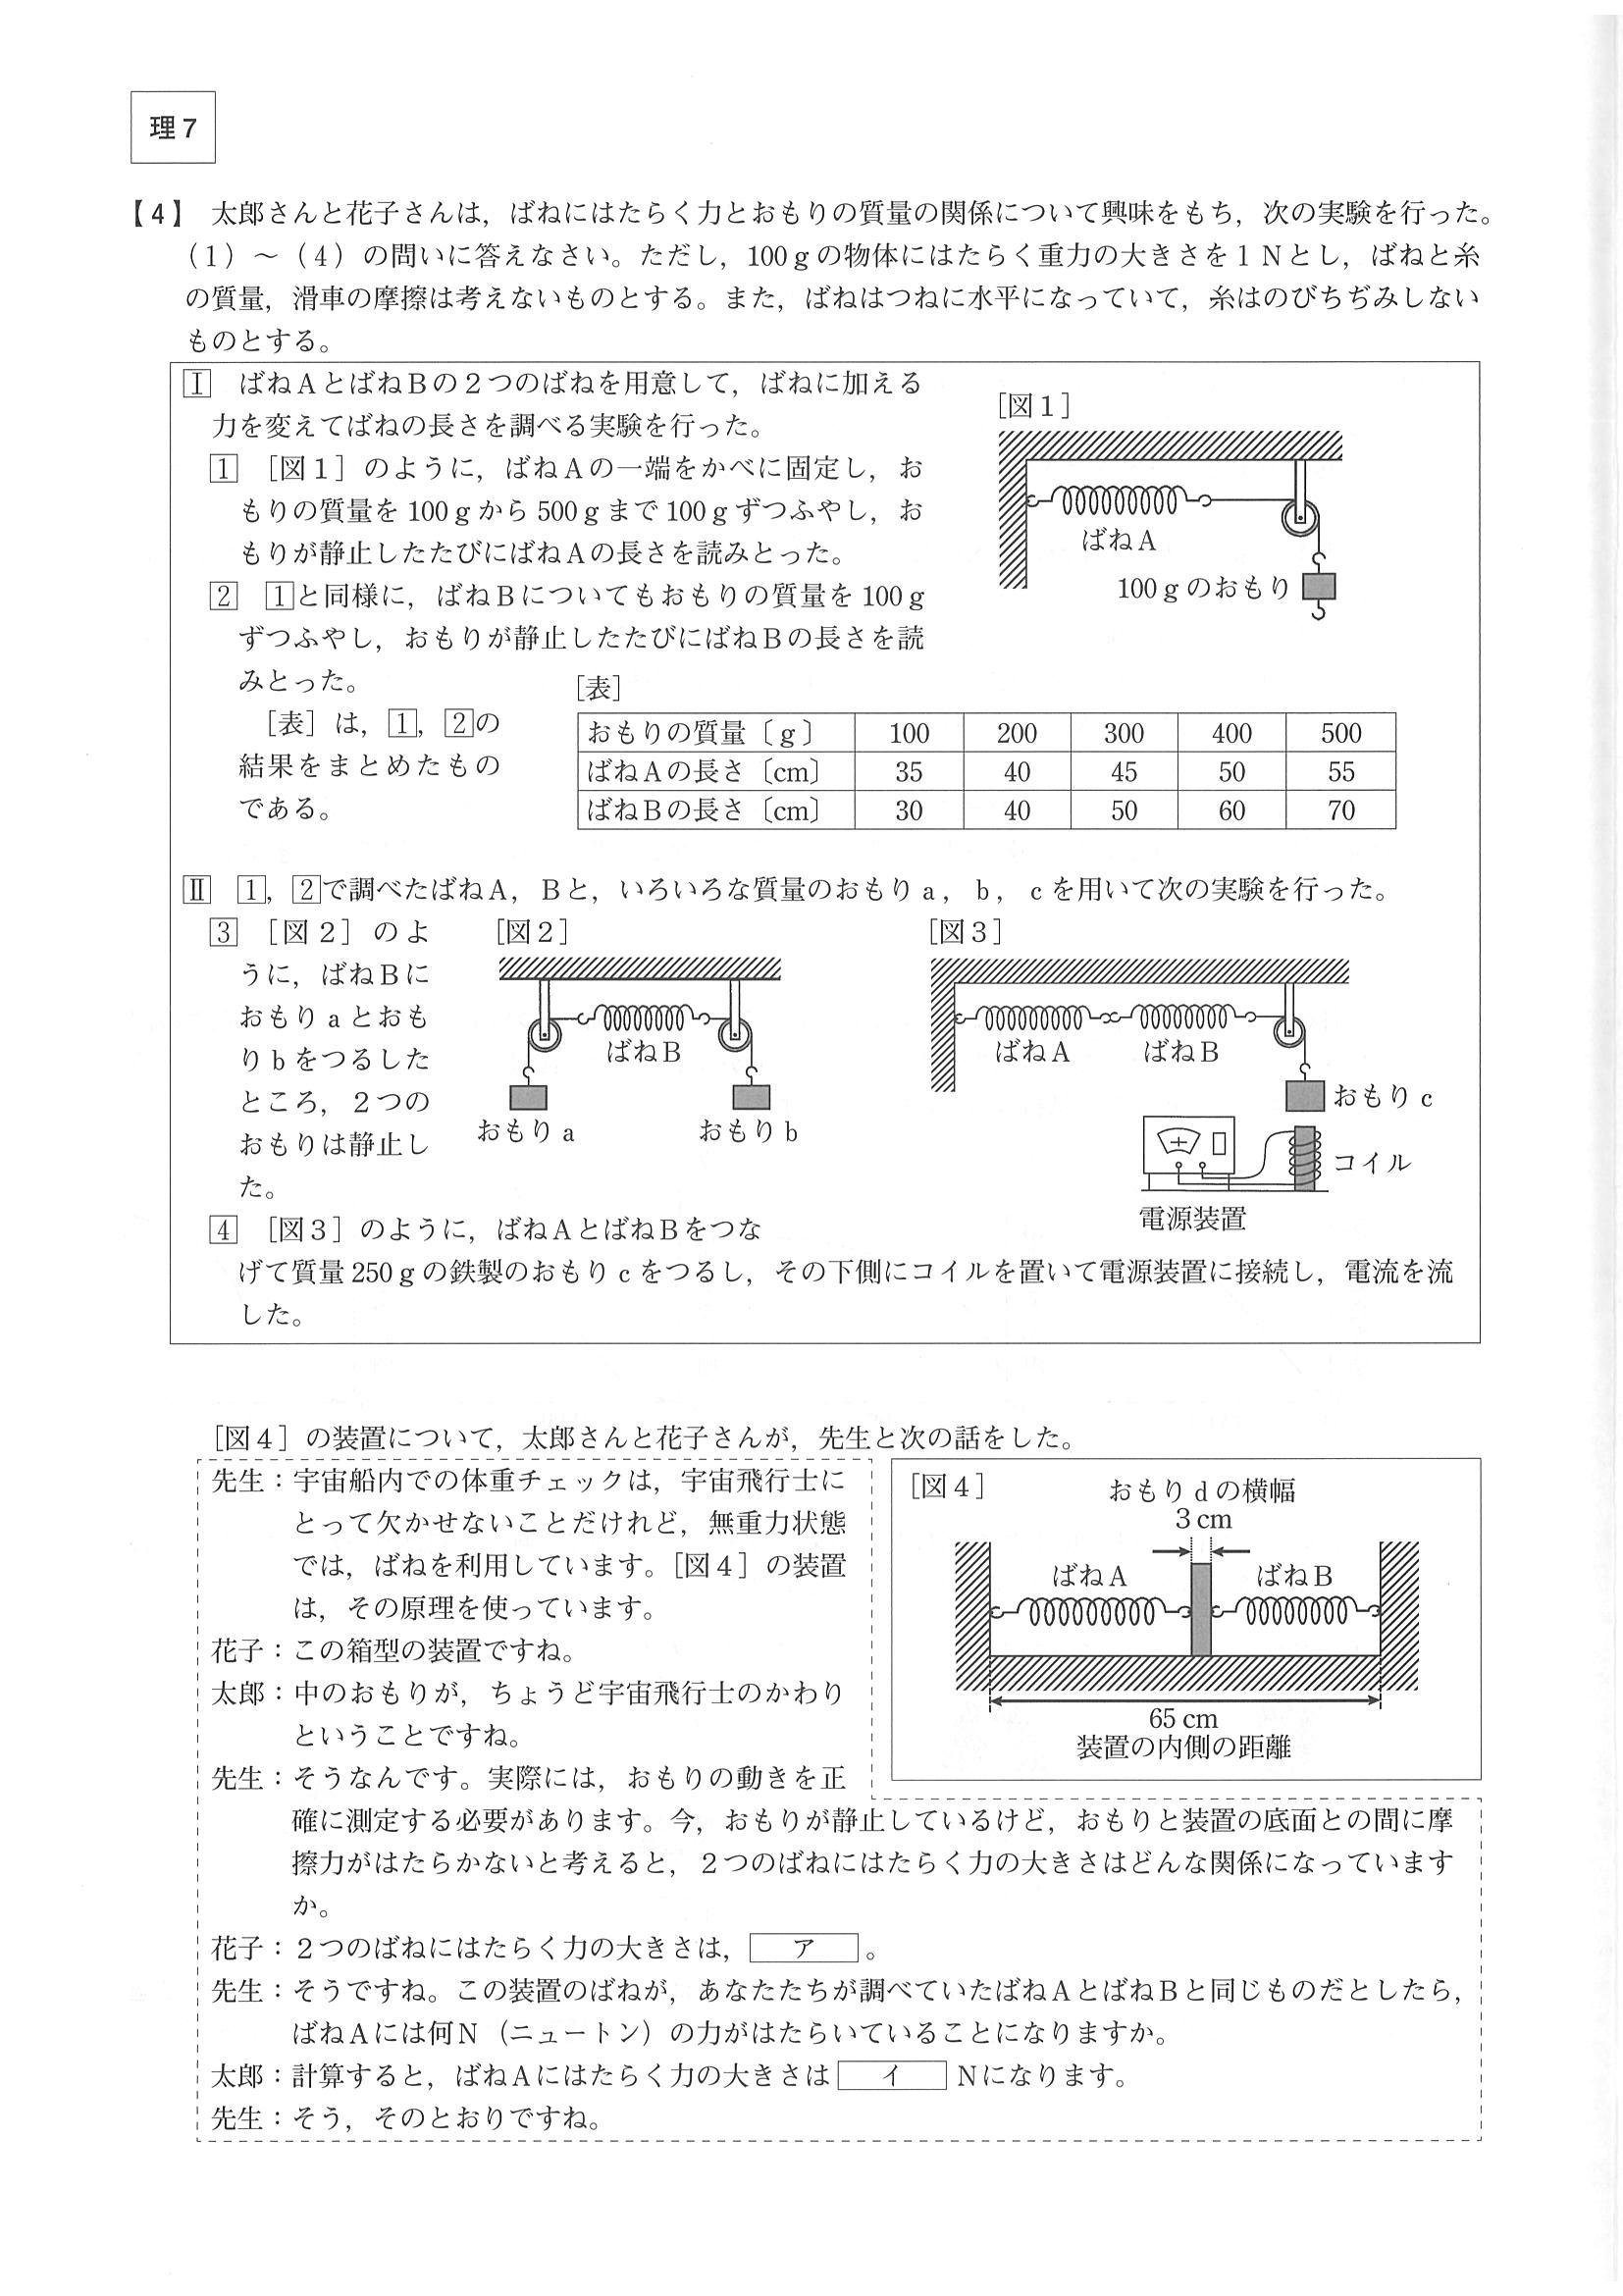 理7
【4】 太郎さんと花子さんは，ばねにはたらく力とおもりの質量の関係について興味をもち，次の実験を行った。
（1）～（4）の問いに答えなさい。ただし，100gの物体にはたらく重力の大きさを1Nとし，ばねと糸
の質量，滑車の摩擦は考えないものとする。また，ばねはつねに水平になっていて，糸はのびちぢみしない
ものとする。
Ⅰ ばねAとばねBの2つのばねを用意して，ばねに加える
力を変えてばねの長さを調べる実験を行った。
1 ［図1］のように，ばねAの一端をかべに固定し，お
もりの質量を100gから500gまで100gずつふやし，お
もりが静止したたびにばねAの長さを読みとった。
2 1と同様に，ばねBについてもおもりの質量を100g
ずつふやし，おもりが静止したたびにばねBの長さを読
みとった。
［表］は，1，2の
結果をまとめたもの
である。
［図1］
ばねA
100gのおもり
［表］
おもりの質量〔g〕 100 200 300 400 500
ばねAの長さ〔cm〕 35 40 45 50 55
ばねBの長さ〔cm〕 30 40 50 60 70
Ⅱ 1，2で調べたばねA，Bと，いろいろな質量のおもりa，b，cを用いて次の実験を行った。
3 ［図2］のよ
うに，ばねBに
おもりaとおも
りbをつるした
ところ，2つの
おもりは静止し
た。
［図2］
ばねB
おもりa おもりb
［図3］
ばねA ばねB
おもりc
コイル
電源装置
4 ［図3］のように，ばねAとばねBをつな
げて質量250gの鉄製のおもりcをつるし，その下側にコイルを置いて電源装置に接続し，電流を流
した。
［図4］の装置について，太郎さんと花子さんが，先生と次の話をした。
先生：宇宙船内での体重チェックは，宇宙飛行士に
とって欠かせないことだけれど，無重力状態
では，ばねを利用しています。［図4］の装置
は，その原理を使っています。
花子：この箱型の装置ですね。
太郎：中のおもりが，ちょうど宇宙飛行士のかわり
ということですね。
先生：そうなんです。実際には，おもりの動きを正
確に測定する必要があります。今，おもりが静止しているけど，おもりと装置の底面との間に摩
擦力がはたらかないと考えると，2つのばねにはたらく力の大きさはどんな関係になっています
か。
花子：2つのばねにはたらく力の大きさは，ア。
先生：そうですね。この装置のばねが，あなたたちが調べていたばねAとばねBと同じものだとしたら，
ばねAには何N（ニュートン）の力がはたらいていることになりますか。
太郎：計算すると，ばねAにはたらく力の大きさはイNになります。
先生：そう，そのとおりですね。
［図4］
おもりdの横幅
3cm
ばねA ばねB
65cm
装置の内側の距離